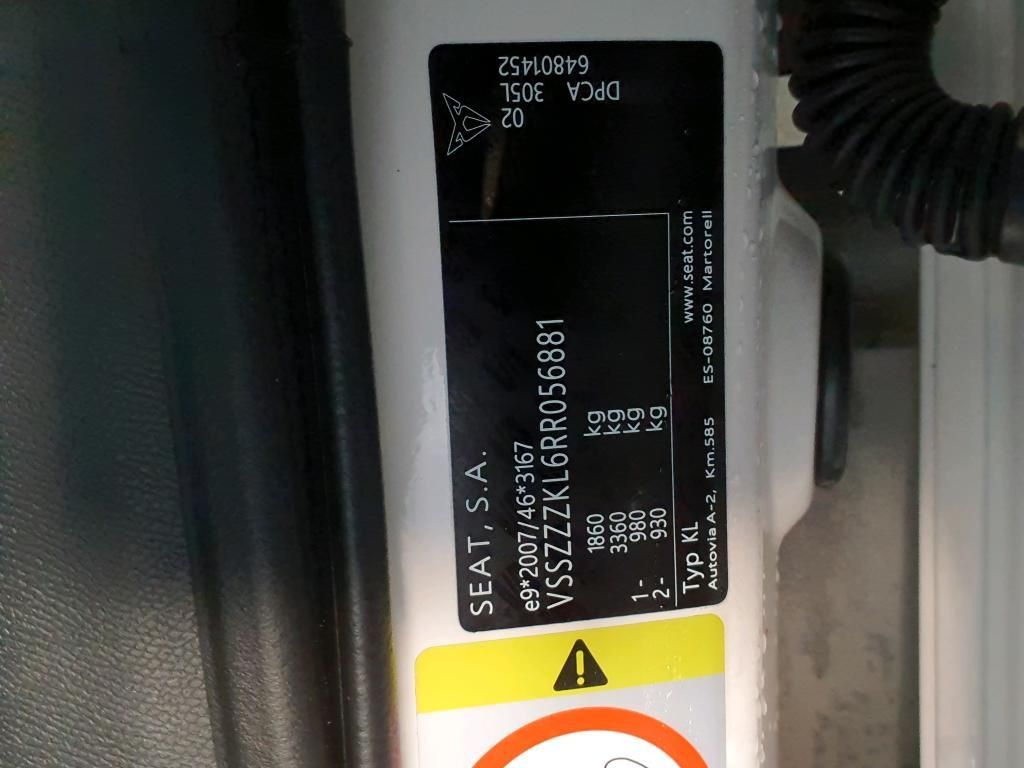 SEAT, S.A.
e9*2007/46*3167
VSSZZZKL6RR056881
1860 kg
3360 kg
1- 980 kg
2- 930 kg
Typ KL www.seat.com
Autovia A-2, Km.585 ES-08760 Martorell
02
305L DPCA
64801452